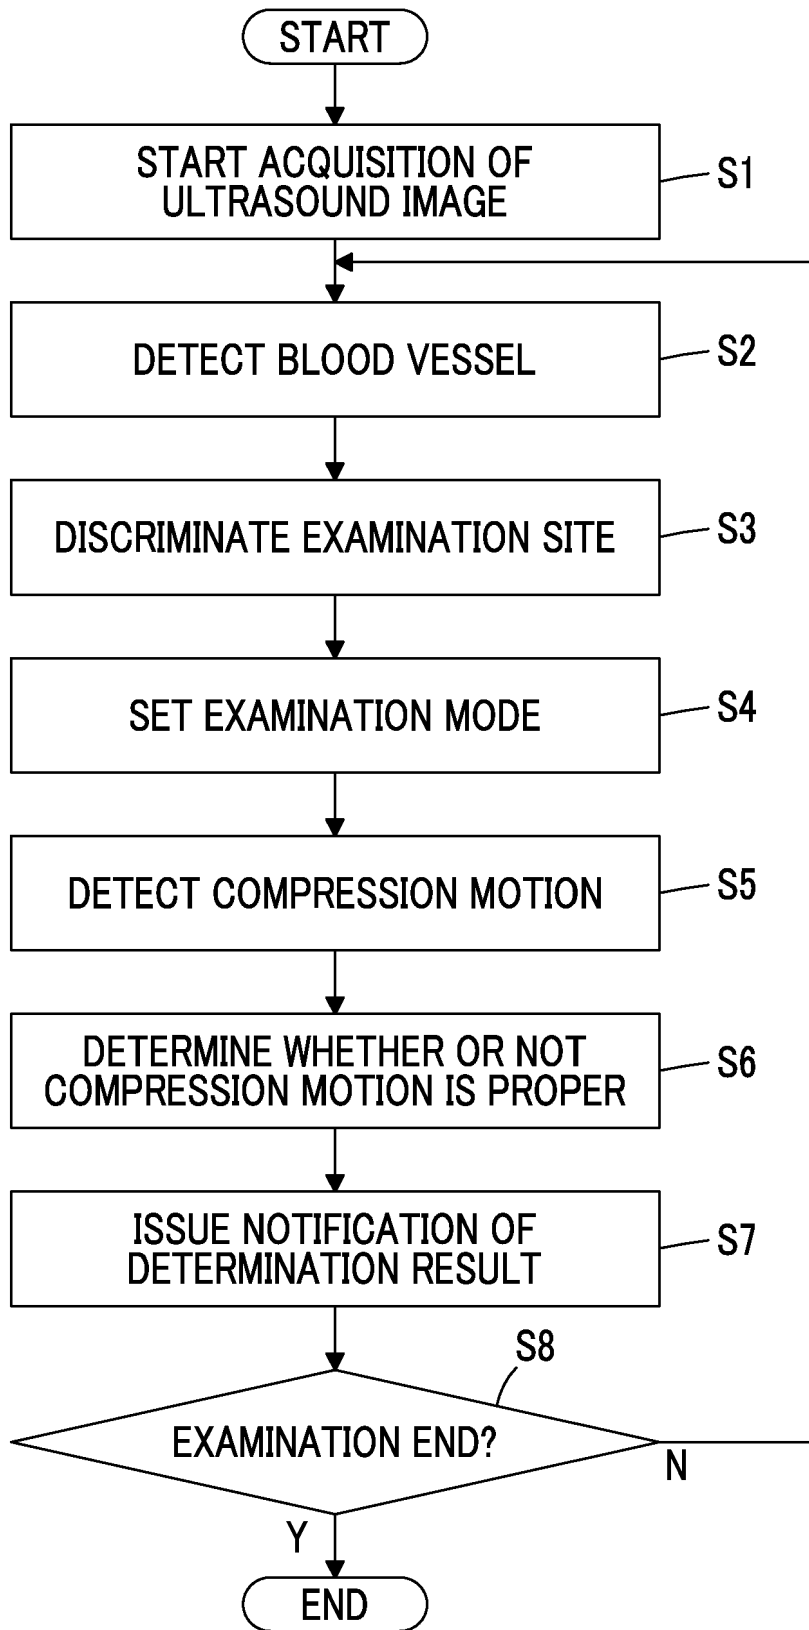 START
START ACQUISITION OF
ULTRASOUND IMAGE
S1
DETECT BLOOD VESSEL
S2
DISCRIMINATE EXAMINATION SITE
S3
SET EXAMINATION MODE
S4
DETECT COMPRESSION MOTION
S5
DETERMINE WHETHER OR NOT
COMPRESSION MOTION IS PROPER
S6
ISSUE NOTIFICATION OF
DETERMINATION RESULT
S7
S8
EXAMINATION END?
N
Y
END